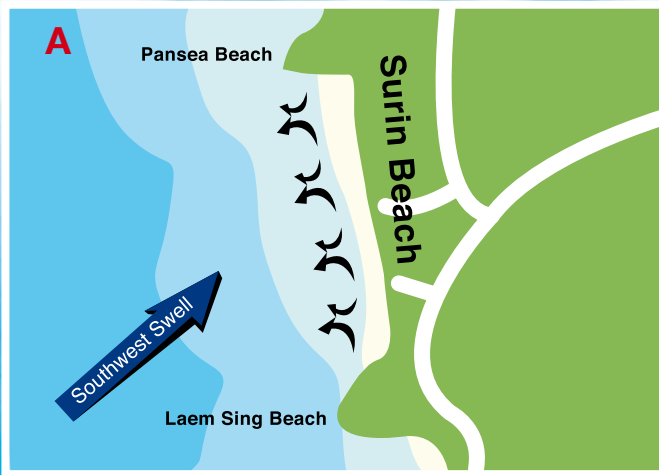 A
Pansea Beach
Surin Beach
Southwest Swell
Laem Sing Beach